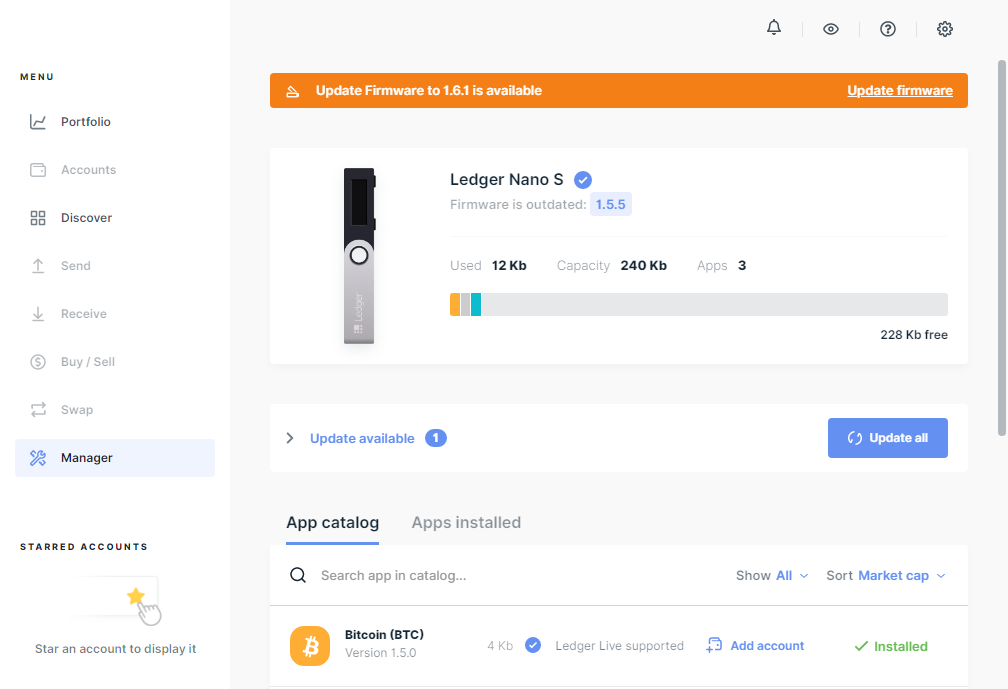 MENU
Portfolio
Accounts
Discover
Send
Receive
Buy / Sell
Swap
Manager
STARRED ACCOUNTS
Star an account to display it
Update Firmware to 1.6.1 is available
Update firmware
Ledger
Ledger Nano S
Firmware is outdated: 1.5.5
Used 12 Kb Capacity 240 Kb Apps 3
228 Kb free
Update available 1
Update all
App catalog Apps installed
Search app in catalog... Show All Sort Market cap
Bitcoin (BTC)
Version 1.5.0
4 Kb Ledger Live supported Add account Installed